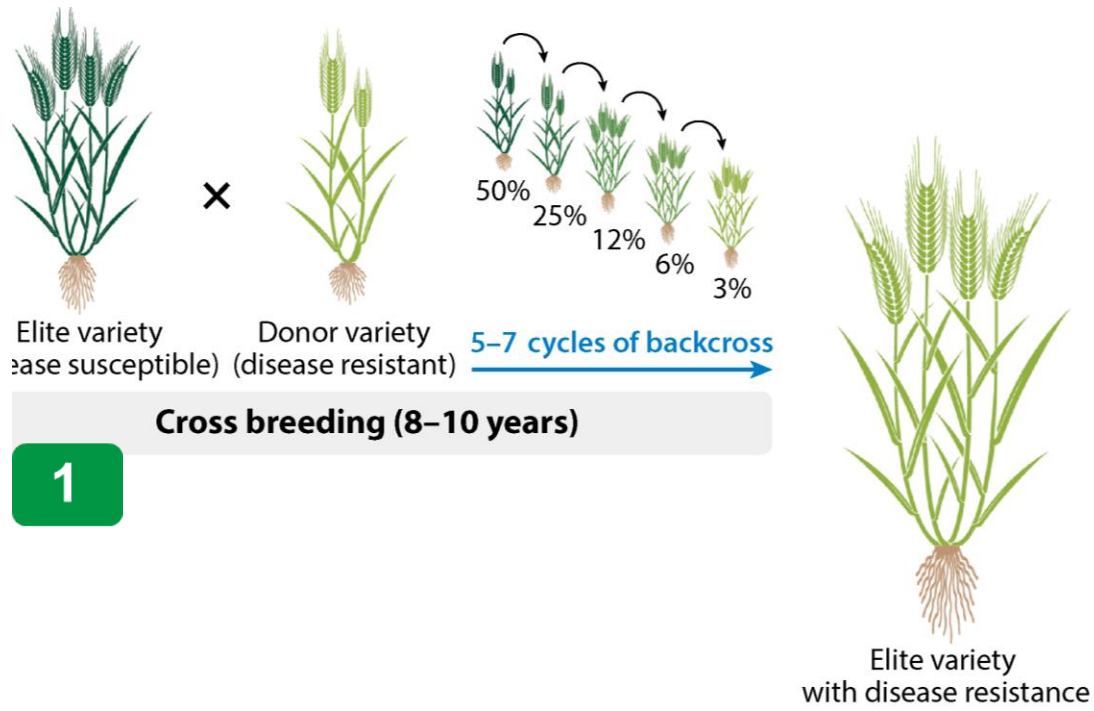 50%
25%
12%
6%
3%
×
Elite variety
ease susceptible)
Donor variety
(disease resistant)
5–7 cycles of backcross
Cross breeding (8–10 years)
1
Elite variety
with disease resistance